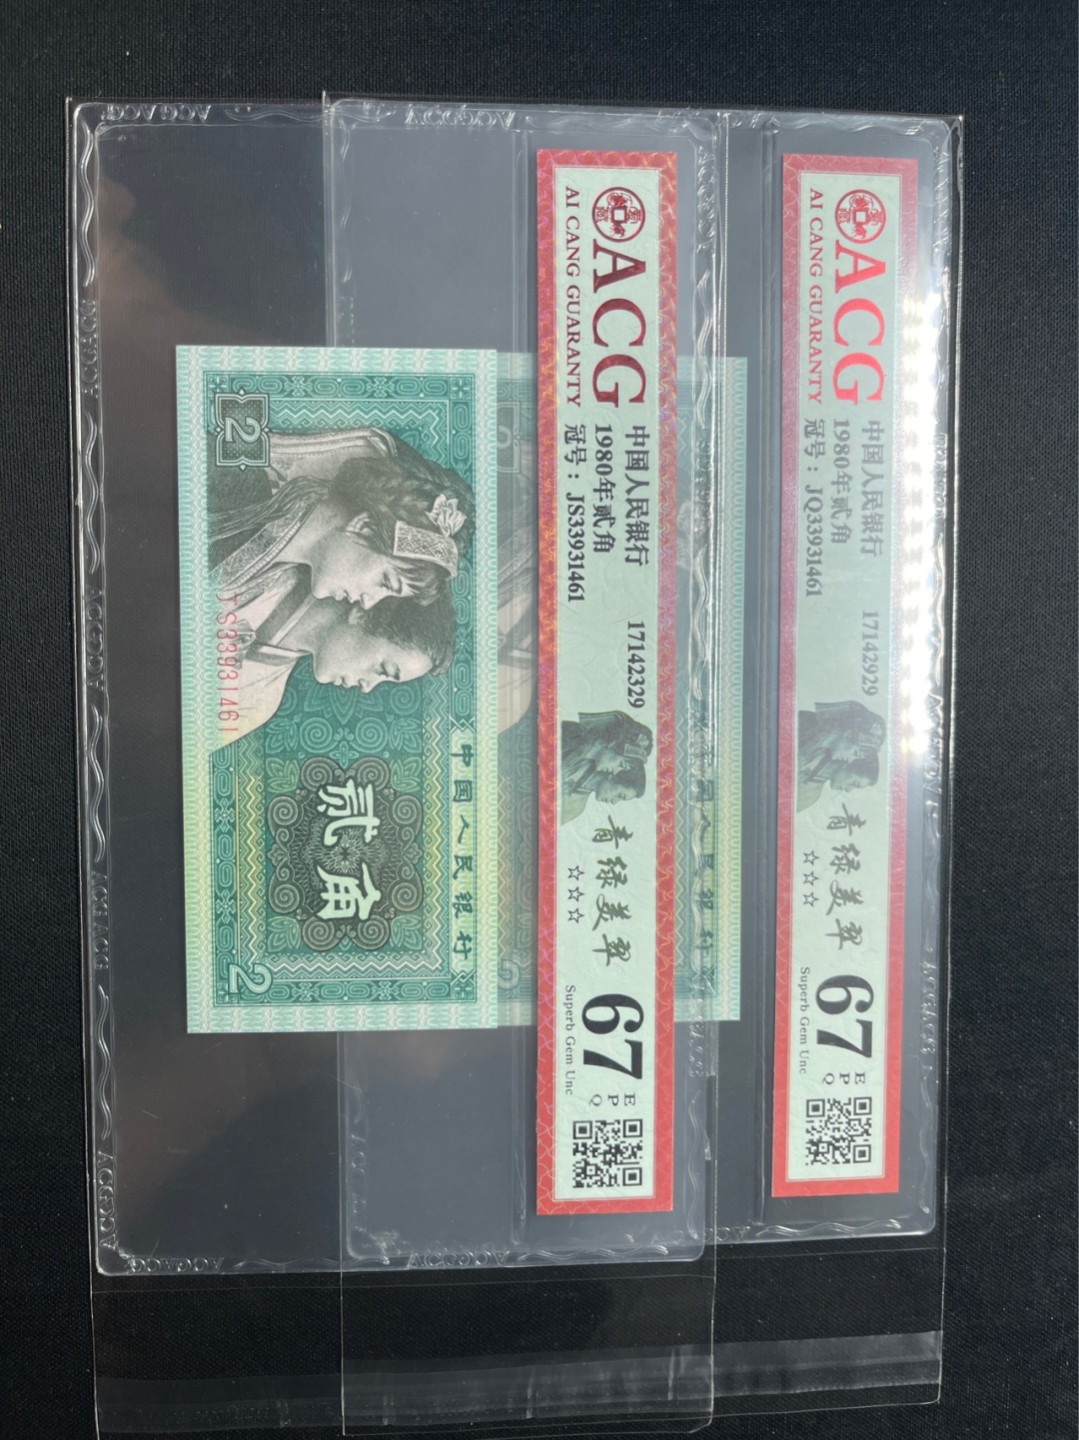 ACG
AI CANG GUARANTY
中国人民银行
1980年贰角
冠号：JQ33931461
17142929
青绿美翠
☆☆☆
67
EPQ
Superb Gem Unc
ACG
AI CANG GUARANTY
中国人民银行
1980年贰角
冠号：JS33931461
17142329
青绿美翠
☆☆☆
67
EPQ
Superb Gem Unc
中国人民银行
贰角
2
2
JS33931461